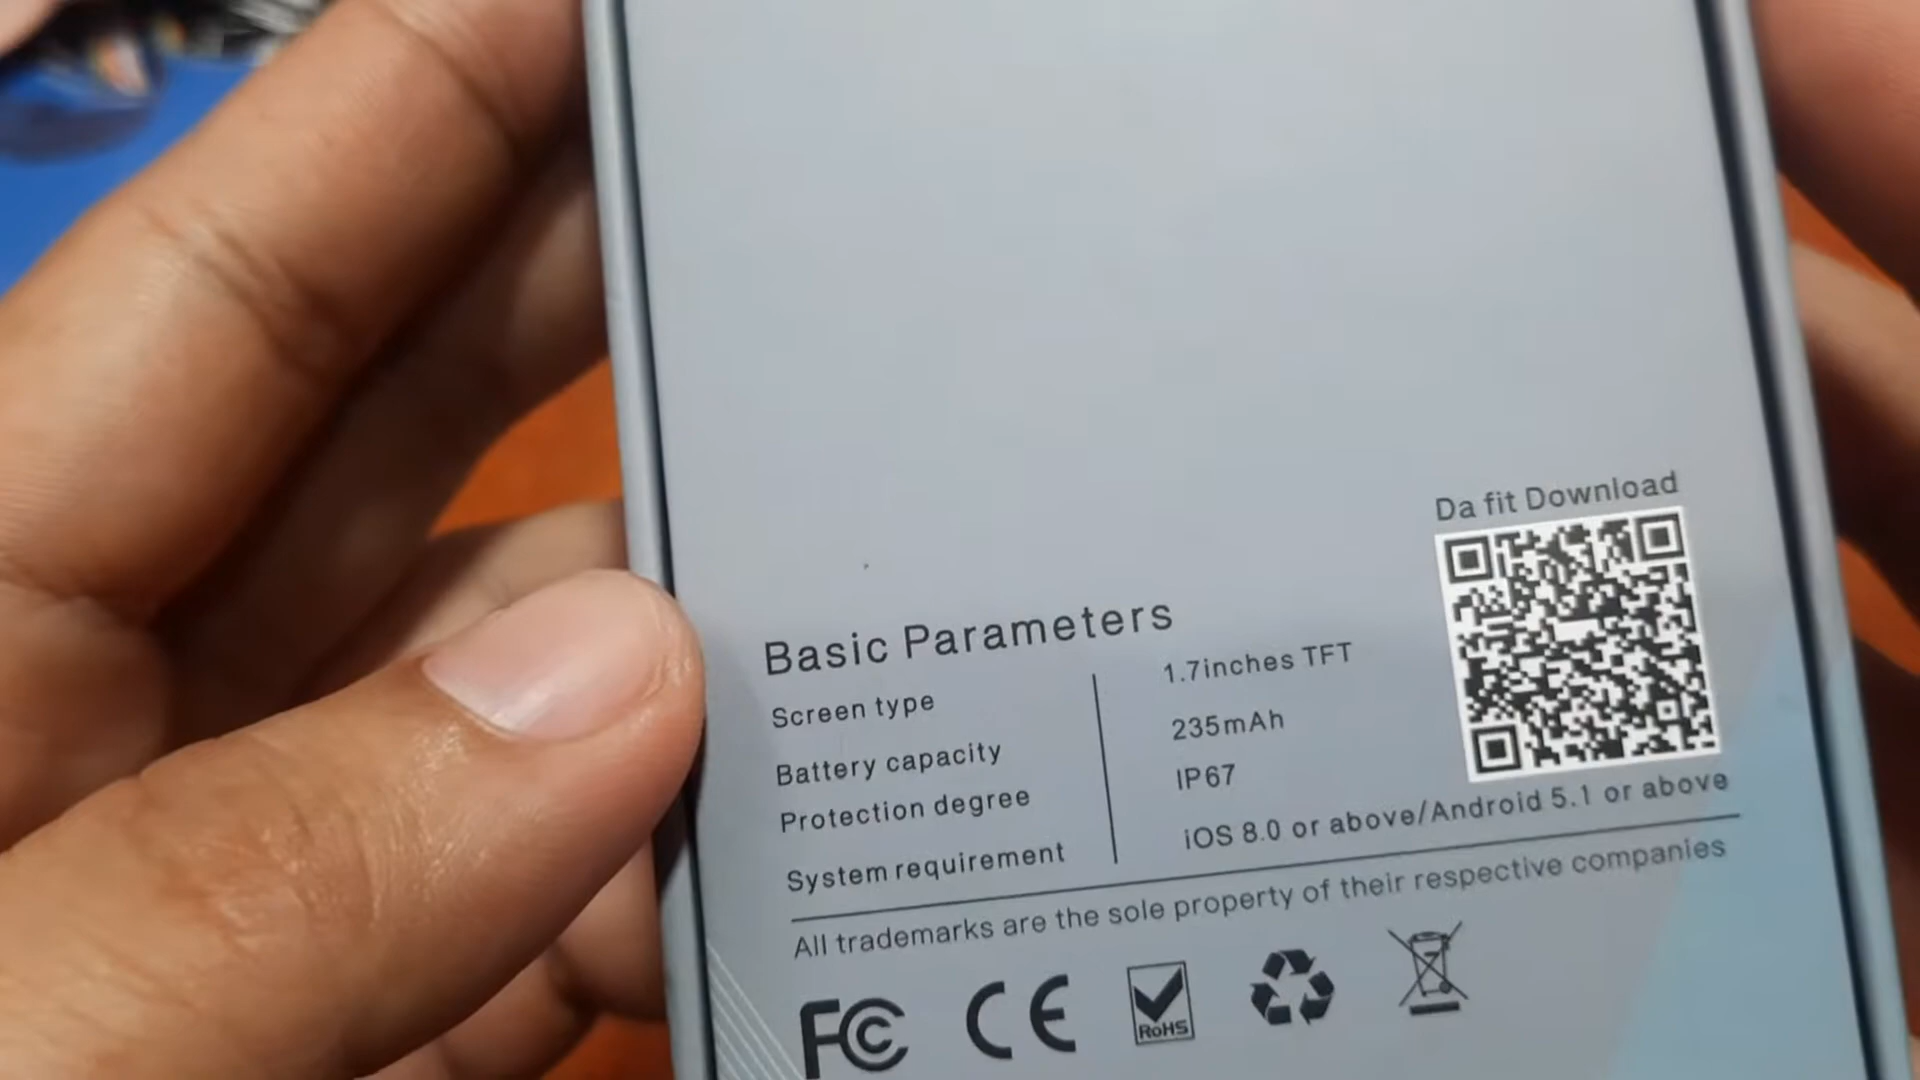 Da fit Download
Basic Parameters
Screen type 1.7inches TFT
Battery capacity 235mAh
Protection degree IP67
System requirement iOS 8.0 or above/Android 5.1 or above
All trademarks are the sole property of their respective companies
FC CE RoHS